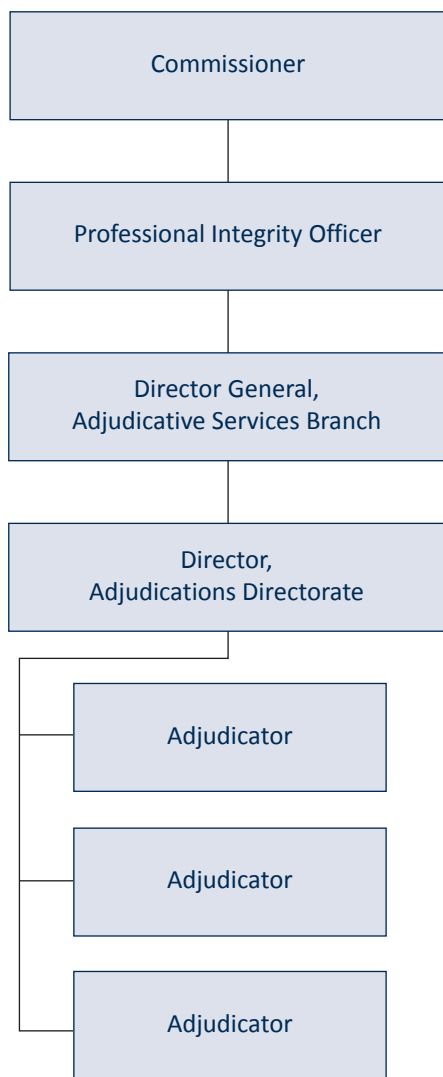 Commissioner
Professional Integrity Officer
Director General,
Adjudicative Services Branch
Director,
Adjudications Directorate
Adjudicator
Adjudicator
Adjudicator